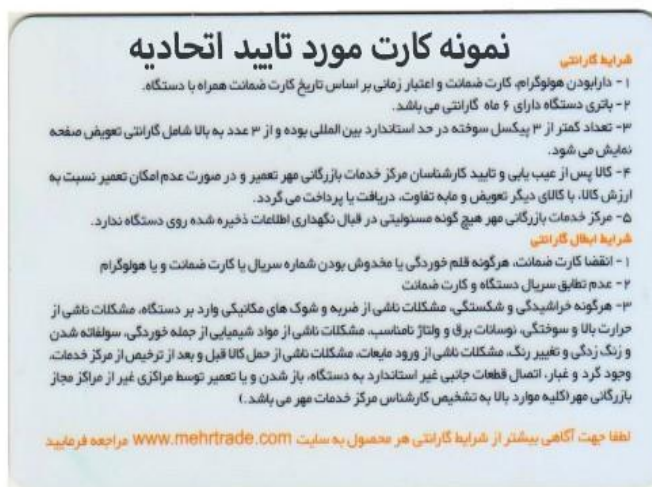 نمونه کارت مورد تایید اتحادیه
شرایط گارانتی
۱- دارابودن هولوگرام، کارت ضمانت و اعتبار زمانی بر اساس تاریخ کارت ضمانت همراه با دستگاه.
۲- باتری دستگاه دارای ۶ ماه گارانتی می باشد.
۳- تعداد کمتر از ۳ پیکسل سوخته در حد استاندارد بین المللی بوده و از ۳ عدد به بالا شامل گارانتی تعویض صفحه
نمایش می شود.
۴- کالا پس از عیب یابی و تایید کارشناسان مرکز خدمات بازرگانی مهر تعمیر و در صورت عدم امکان تعمیر نسبت به
ارزش کالا، با کالای دیگر تعویض و مابه تفاوت، دریافت یا پرداخت می گردد.
۵- مرکز خدمات بازرگانی مهر هیچ گونه مسئولیتی در قبال نگهداری اطلاعات ذخیره شده روی دستگاه ندارد.
شرایط ابطال گارانتی
۱- انقضا کارت ضمانت، هرگونه قلم خوردگی یا مخدوش بودن شماره سریال یا کارت ضمانت و یا هولوگرام
۲- عدم تطابق سریال دستگاه و کارت ضمانت
۳- هرگونه خراشیدگی و شکستگی، مشکلات ناشی از ضربه و شوک های مکانیکی وارد بر دستگاه، مشکلات ناشی از
حرارت بالا و سوختگی، نوسانات برق و ولتاژ نامناسب، مشکلات ناشی از مواد شیمیایی از جمله خوردگی، سولفاته شدن
و زنگ زدگی و تغییر رنگ، مشکلات ناشی از ورود مایعات، مشکلات ناشی از حمل کالا قبل و بعد از ترخیص از مرکز خدمات،
وجود گرد و غبار، اتصال قطعات جانبی غیر استاندارد به دستگاه، باز شدن و یا تعمیر توسط مراکزی غیر از مراکز مجاز
بازرگانی مهر(کلیه موارد بالا به تشخیص کارشناس مرکز خدمات مهر می باشد.)
لطفا جهت آگاهی بیشتر از شرایط گارانتی هر محصول به سایت www.mehrtrade.com مراجعه فرمایید